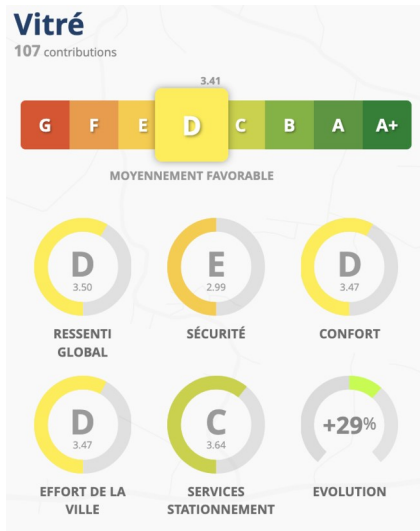 Vitré
107 contributions
3.41
G F E D C B A A+
MOYENNEMENT FAVORABLE
D E D
3.50 2.99 3.47
RESSENTI SÉCURITÉ CONFORT
GLOBAL
D C +29%
3.47 3.64
EFFORT DE LA SERVICES EVOLUTION
VILLE STATIONNEMENT